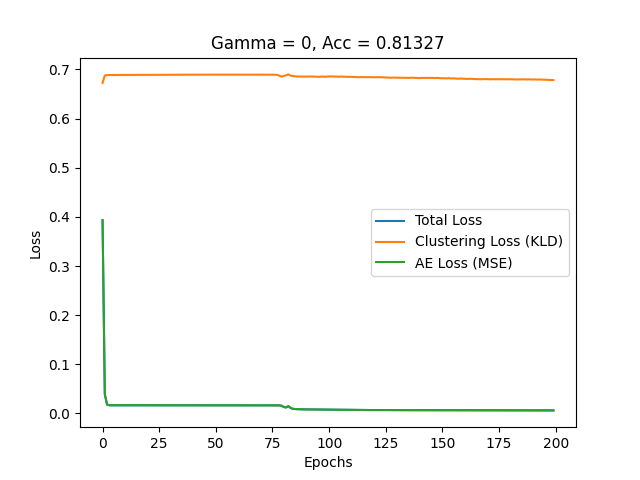 Gamma = 0, Acc = 0.81327
0.7
0.6
0.5
0.4
0.3
0.2
0.1
0.0
Loss
Total Loss
Clustering Loss (KLD)
AE Loss (MSE)
0 25 50 75 100 125 150 175 200
Epochs